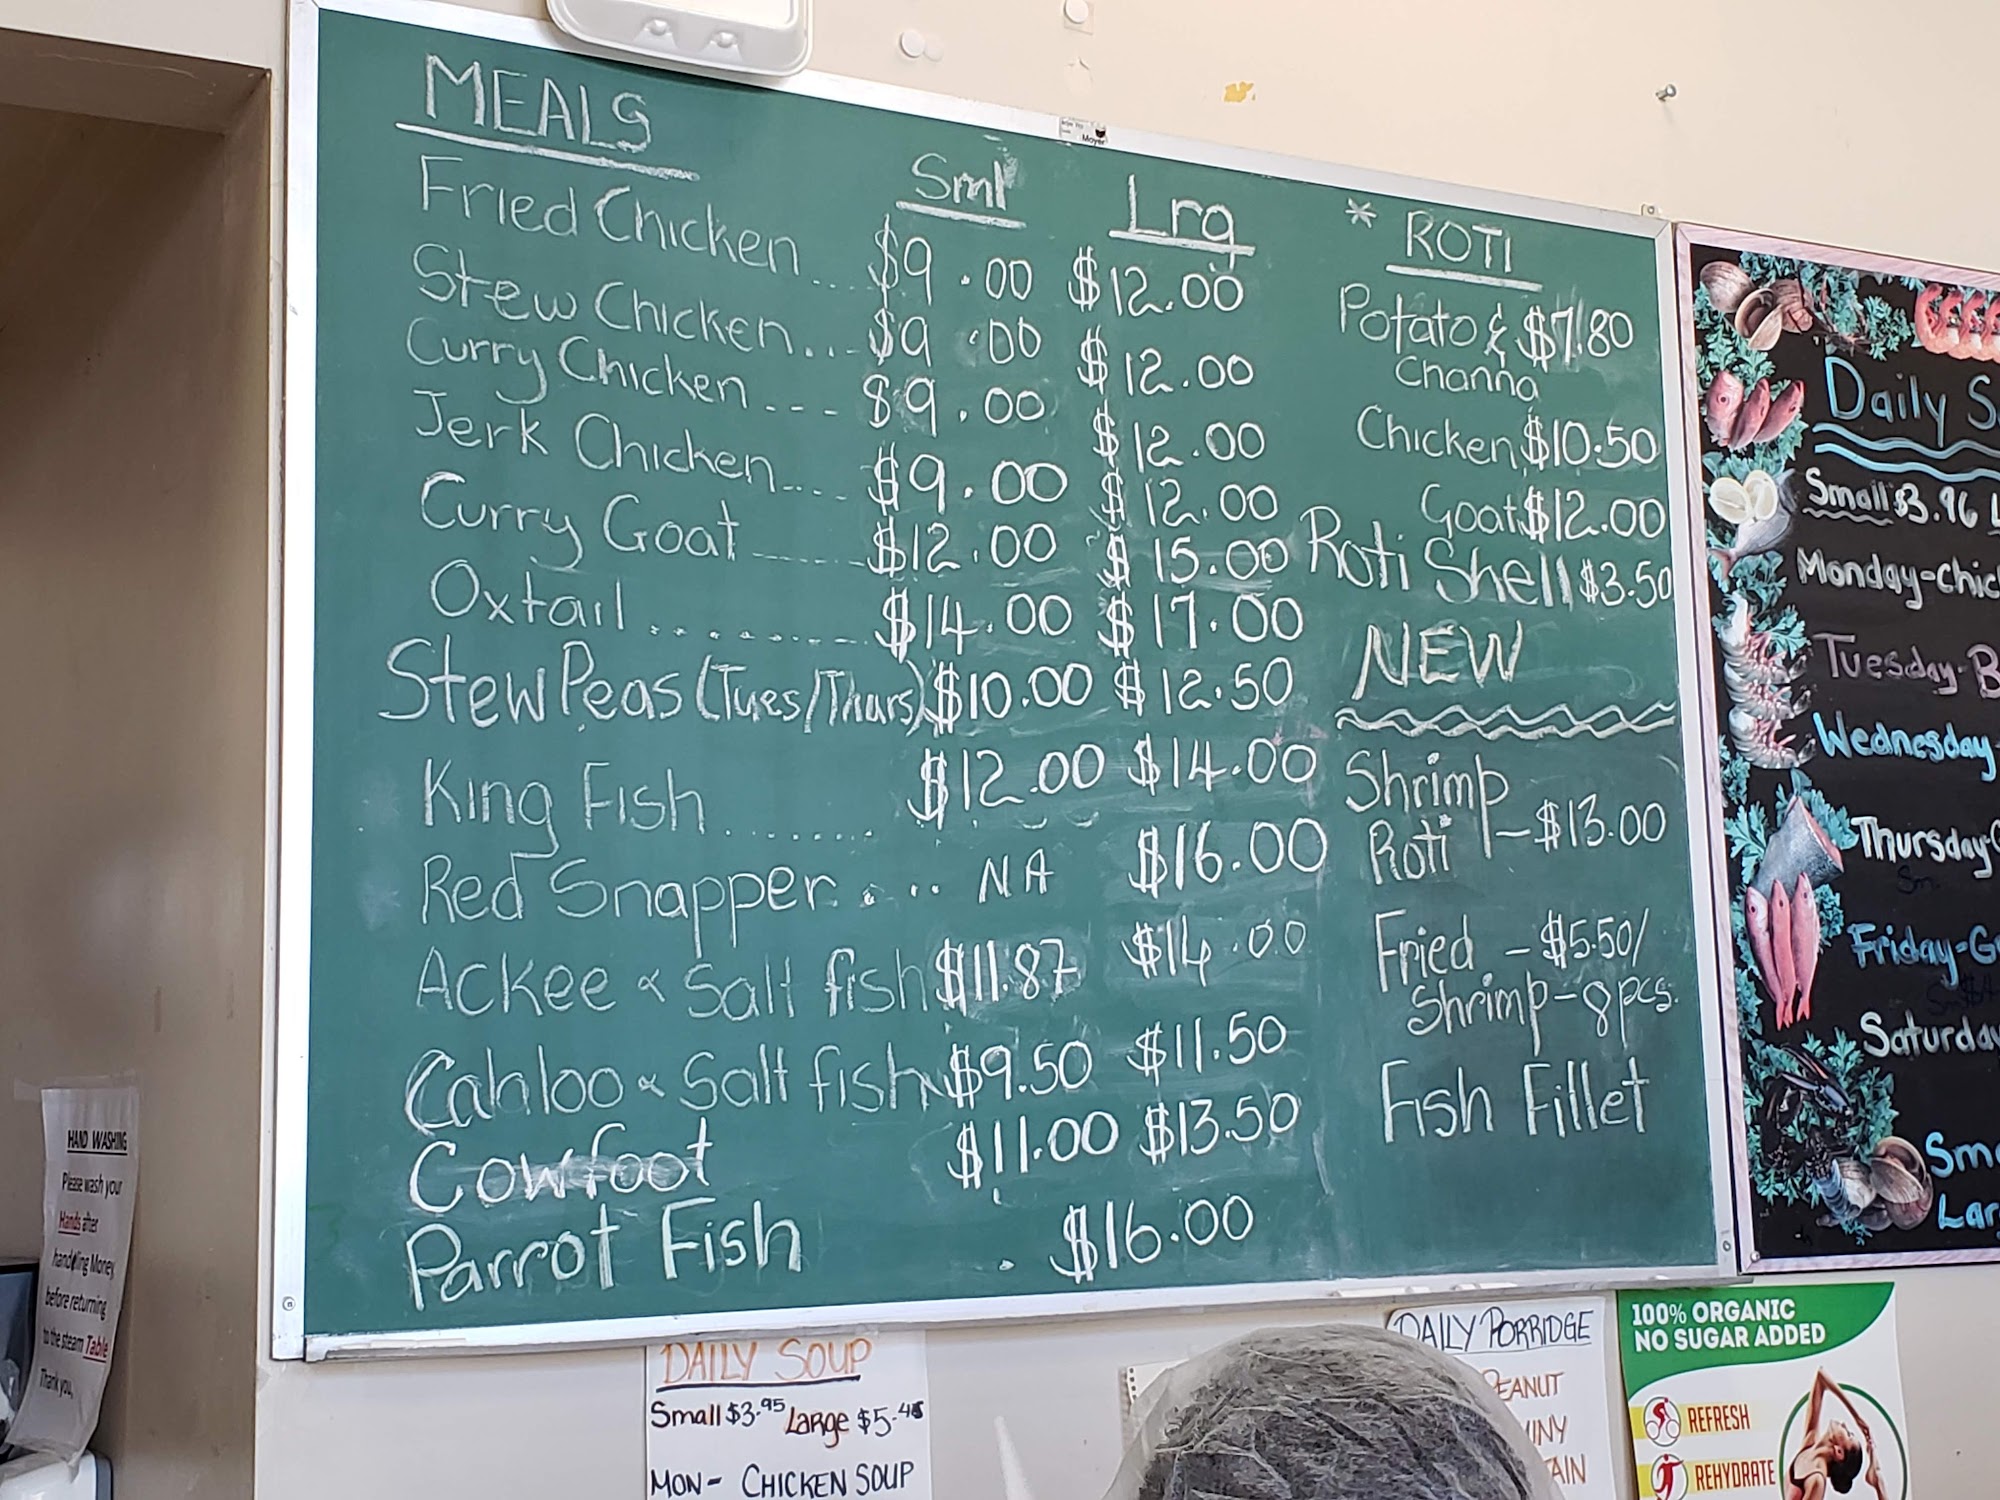 MEALS
Sml Lrg
Fried Chicken .... $9.00 $12.00
Stew Chicken... $9.00 $12.00
Curry Chicken --- $9.00 $12.00
Jerk Chicken.... $9.00 $12.00
Curry Goat ...... $12.00 $15.00
Oxtail .......... $14.00 $17.00
Stew Peas (Tues/Thurs) $10.00 $12.50
King Fish ........ $12.00 $14.00
Red Snapper .... NA $16.00
Ackee & Salt fish $11.87 $14.00
Calaloo & Salt fish $9.50 $11.50
Cowfoot $11.00 $13.50
Parrot Fish . $16.00
* ROTI
Potato & $7.80
Channa
Chicken $10.50
Goat $12.00
Roti Shell $3.50
NEW
Shrimp
Roti - $13.00
Fried - $5.50/
Shrimp - 8pcs.
Fish Fillet
Daily S
Small $3.96 L
Monday-Chic
Tuesday-B
Wednesday-
Thursday-
Sm.
Friday-G
Saturday
Sm
Lar
HAND WASHING
Please wash your
Hands after
handling Money
before returning
to the steam Table
Thank you,
DAILY SOUP
Small $3.95 Large $5.45
MON- CHICKEN SOUP
DAILY PORRIDGE
PEANUT
INY
AIN
100% ORGANIC
NO SUGAR ADDED
REFRESH
REHYDRATE